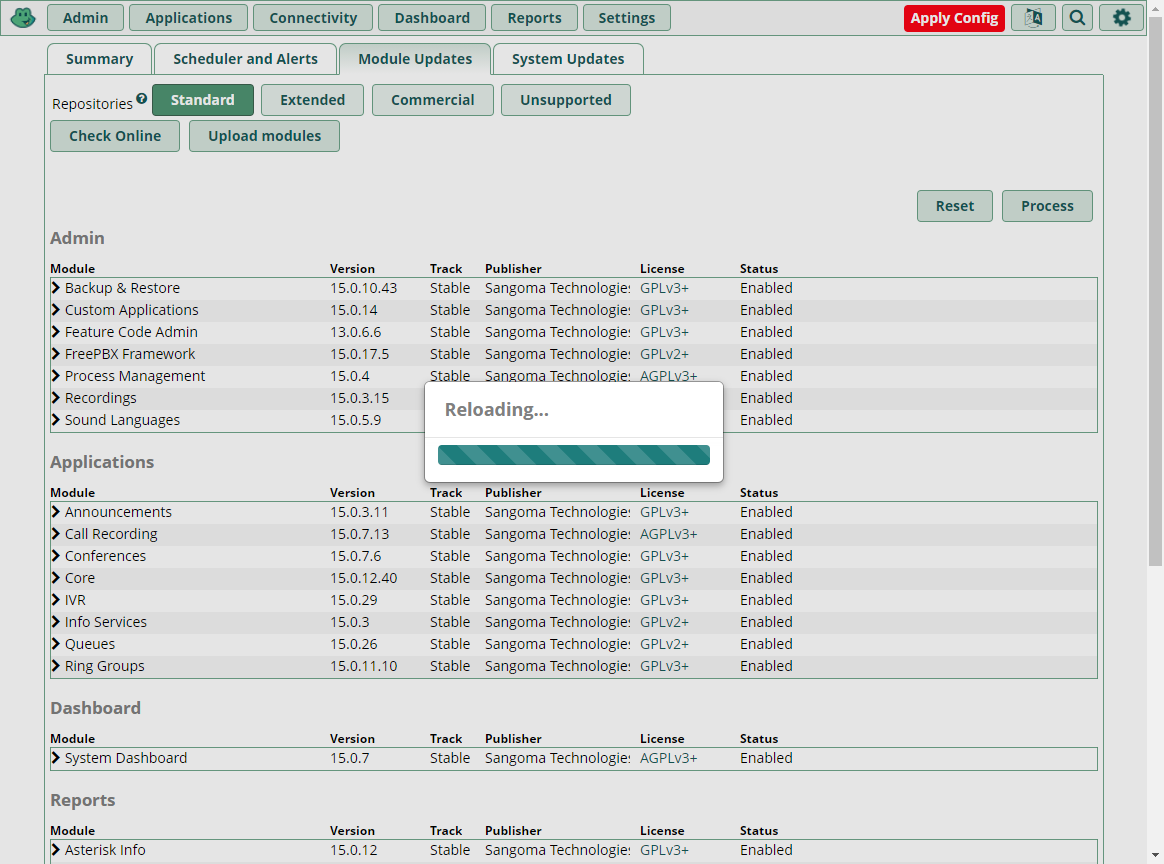 Admin Applications Connectivity Dashboard Reports Settings Apply Config
Summary Scheduler and Alerts Module Updates System Updates
Repositories Standard Extended Commercial Unsupported
Check Online Upload modules
Reset Process
Admin
Module Version Track Publisher License Status
Backup & Restore 15.0.10.43 Stable Sangoma Technologies GPLv3+ Enabled
Custom Applications 15.0.14 Stable Sangoma Technologies GPLv3+ Enabled
Feature Code Admin 13.0.6.6 Stable Sangoma Technologies GPLv3+ Enabled
FreePBX Framework 15.0.17.5 Stable Sangoma Technologies GPLv2+ Enabled
Process Management 15.0.4 Stable Sangoma Technologies AGPLv3+ Enabled
Recordings 15.0.3.15 Enabled
Sound Languages 15.0.5.9 Enabled
Reloading...
Applications
Module Version Track Publisher License Status
Announcements 15.0.3.11 Stable Sangoma Technologies GPLv3+ Enabled
Call Recording 15.0.7.13 Stable Sangoma Technologies AGPLv3+ Enabled
Conferences 15.0.7.6 Stable Sangoma Technologies GPLv3+ Enabled
Core 15.0.12.40 Stable Sangoma Technologies GPLv3+ Enabled
IVR 15.0.29 Stable Sangoma Technologies GPLv3+ Enabled
Info Services 15.0.3 Stable Sangoma Technologies GPLv2+ Enabled
Queues 15.0.26 Stable Sangoma Technologies GPLv2+ Enabled
Ring Groups 15.0.11.10 Stable Sangoma Technologies GPLv3+ Enabled
Dashboard
Module Version Track Publisher License Status
System Dashboard 15.0.7 Stable Sangoma Technologies AGPLv3+ Enabled
Reports
Module Version Track Publisher License Status
Asterisk Info 15.0.12 Stable Sangoma Technologies GPLv3+ Enabled